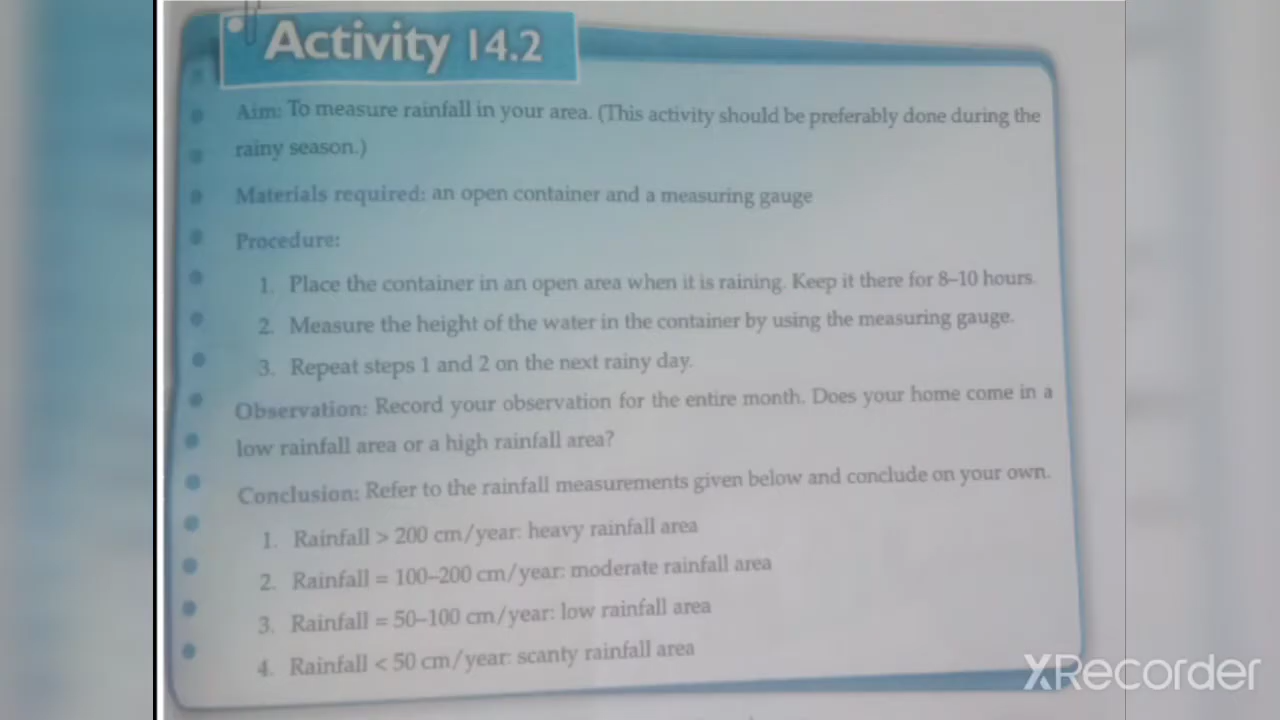 Activity 14.2
Aim: To measure rainfall in your area. (This activity should be preferably done during the
rainy season.)
Materials required: an open container and a measuring gauge
Procedure:
1. Place the container in an open area when it is raining. Keep it there for 8–10 hours.
2. Measure the height of the water in the container by using the measuring gauge.
3. Repeat steps 1 and 2 on the next rainy day.
Observation: Record your observation for the entire month. Does your home come in a
low rainfall area or a high rainfall area?
Conclusion: Refer to the rainfall measurements given below and conclude on your own.
1. Rainfall > 200 cm/year: heavy rainfall area
2. Rainfall = 100–200 cm/year: moderate rainfall area
3. Rainfall = 50–100 cm/year: low rainfall area
4. Rainfall < 50 cm/year: scanty rainfall area
XRecorder